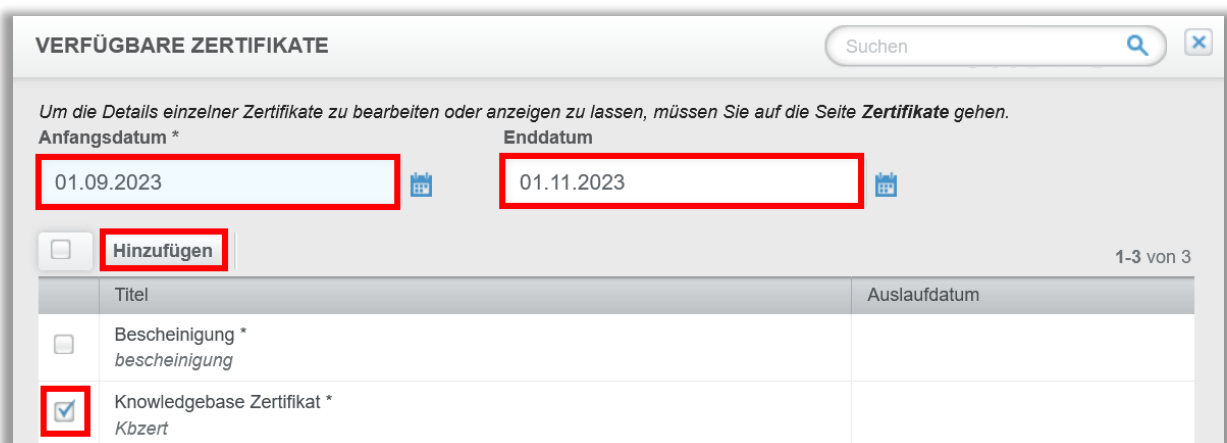 VERFÜGBARE ZERTIFIKATE
Suchen
Um die Details einzelner Zertifikate zu bearbeiten oder anzeigen zu lassen, müssen Sie auf die Seite Zertifikate gehen.
Anfangsdatum * Enddatum
01.09.2023 01.11.2023
Hinzufügen 1-3 von 3
Titel Auslaufdatum
Bescheinigung *
bescheinigung
Knowledgebase Zertifikat *
Kbzert